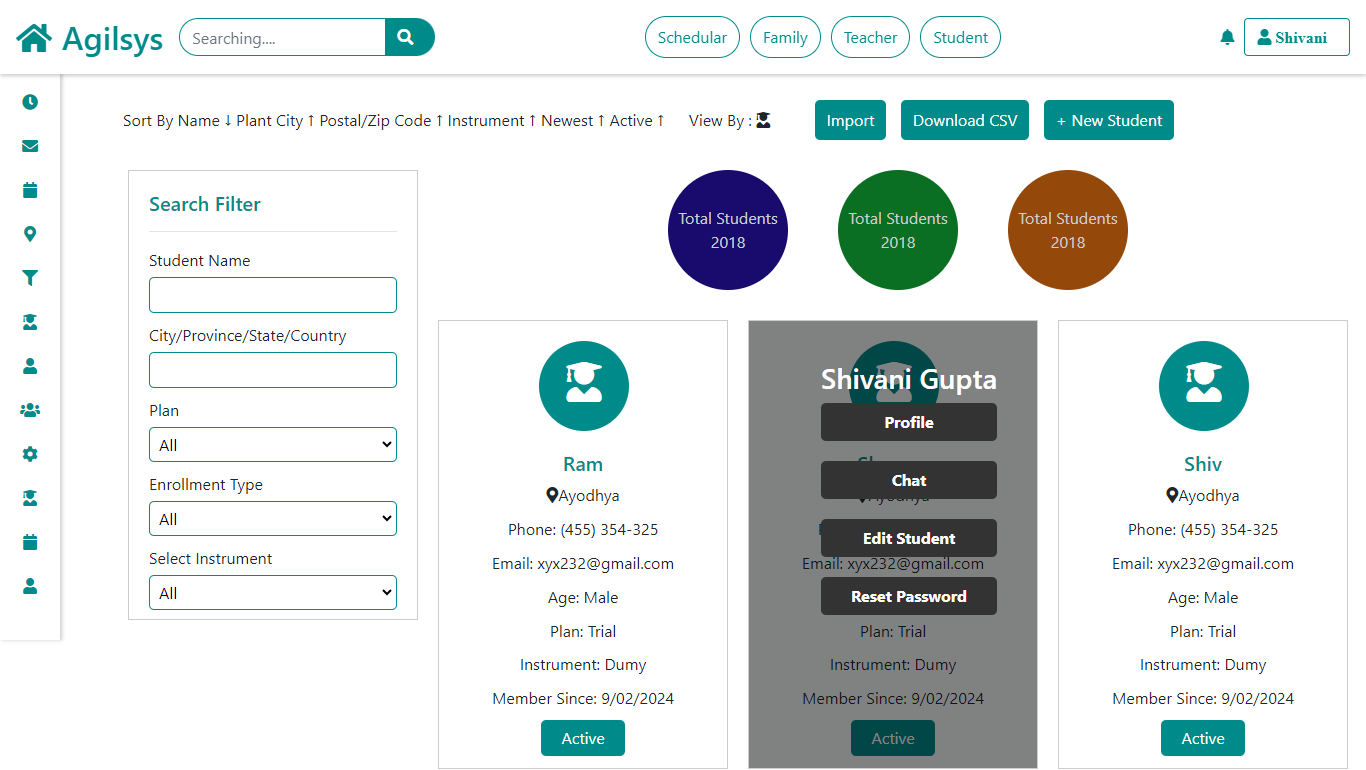 Agilsys
Searching....
Schedular
Family
Teacher
Student
Shivani
Sort By Name ↓ Plant City ↑ Postal/Zip Code ↑ Instrument ↑ Newest ↑ Active ↑
View By :
Import
Download CSV
+ New Student
Search Filter
Student Name
City/Province/State/Country
Plan
All
Enrollment Type
All
Select Instrument
All
Total Students
2018
Total Students
2018
Total Students
2018
Ram
Ayodhya
Phone: (455) 354-325
Email: xyx232@gmail.com
Age: Male
Plan: Trial
Instrument: Dumy
Member Since: 9/02/2024
Active
Shivani Gupta
Profile
Chat
Ayodhya
Edit Student
Email: xyx232@gmail.com
Reset Password
Plan: Trial
Instrument: Dumy
Member Since: 9/02/2024
Active
Shiv
Ayodhya
Phone: (455) 354-325
Email: xyx232@gmail.com
Age: Male
Plan: Trial
Instrument: Dumy
Member Since: 9/02/2024
Active